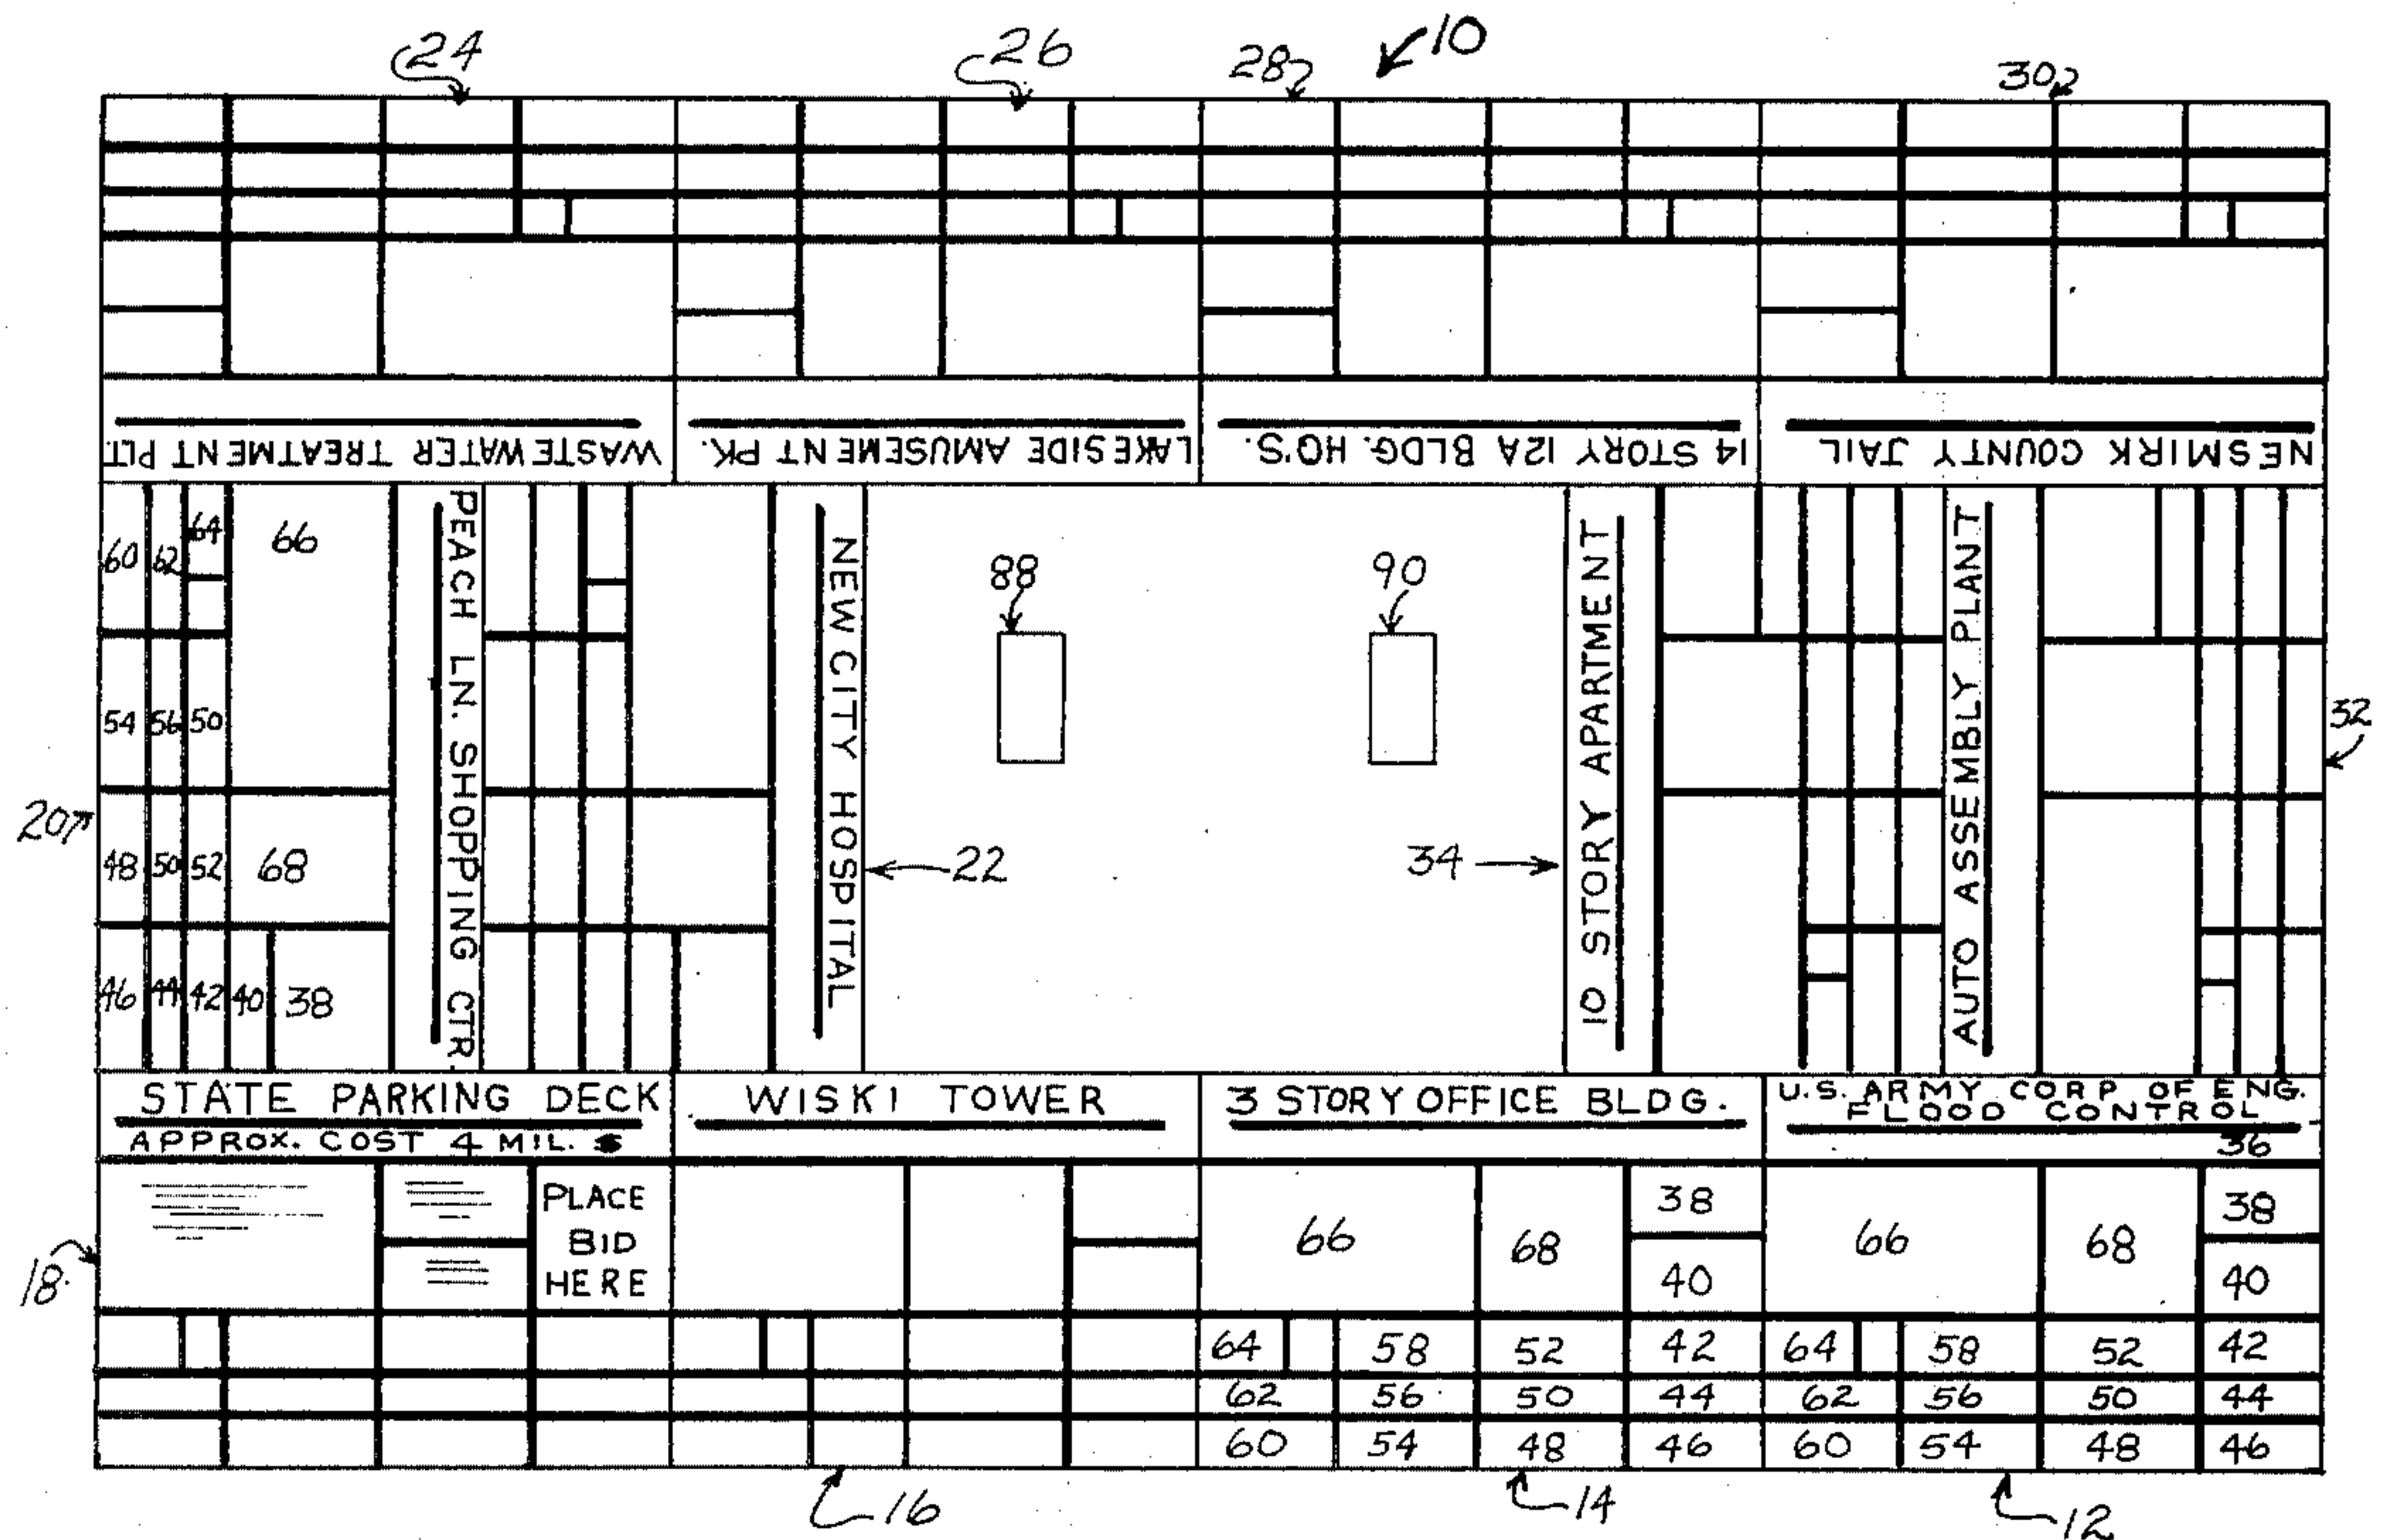 24
26
28
10
30
WASTEWATER TREATMENT PLT.
LAKESIDE AMUSEMENT PK.
14 STORY 12A BLDG. HQ'S.
NESMIRK COUNTY JAIL
60 62 64 66
54 56 50
48 50 52 68
46 44 42 40 38
20
PEACH LN. SHOPPING CTR.
NEW CITY HOSPITAL
22
88
90
34
10 STORY APARTMENT
AUTO ASSEMBLY PLANT
32
STATE PARKING DECK
APPROX. COST 4 MIL. $
WISKI TOWER
3 STORY OFFICE BLDG.
U.S. ARMY CORP. OF ENG.
FLOOD CONTROL
36
PLACE
BID
HERE
18
66 68 38
40
64 58 52 42
62 56 50 44
60 54 48 46
66 68 38
40
64 58 52 42
62 56 50 44
60 54 48 46
16
14
12